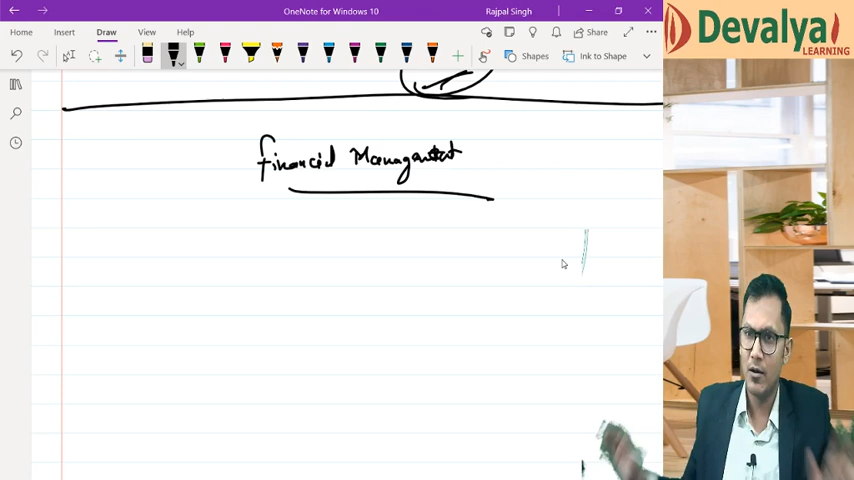 OneNote for Windows 10
Rajpal Singh
Home Insert Draw View Help
Share
Shapes
Ink to Shape
Devalya
LEARNING
Financial Management